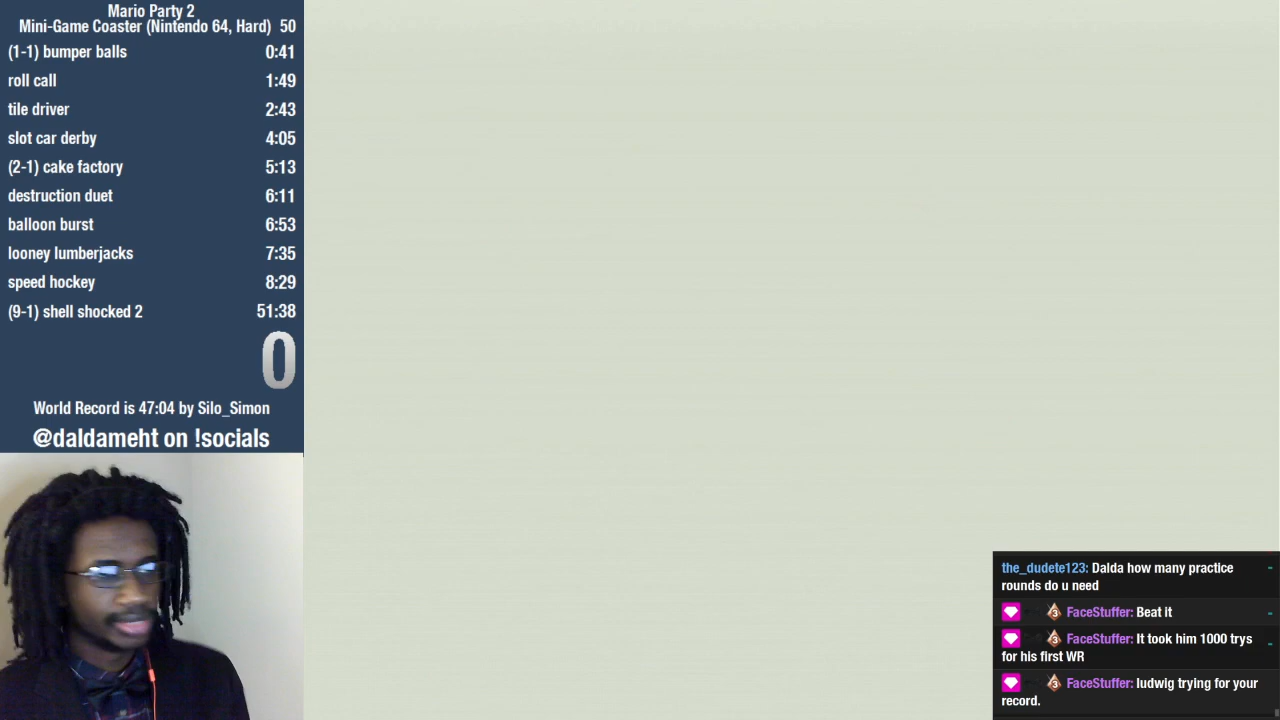 Mario Party 2
Mini-Game Coaster (Nintendo 64, Hard) 50
(1-1) bumper balls 0:41
roll call 1:49
tile driver 2:43
slot car derby 4:05
(2-1) cake factory 5:13
destruction duet 6:11
balloon burst 6:53
looney lumberjacks 7:35
speed hockey 8:29
(9-1) shell shocked 2 51:38
0
World Record is 47:04 by Silo_Simon
@daldameht on !socials
the_dudete123: Dalda how many practice
rounds do u need
3 FaceStuffer: Beat it
3 FaceStuffer: It took him 1000 trys
for his first WR
3 FaceStuffer: ludwig trying for your
record.